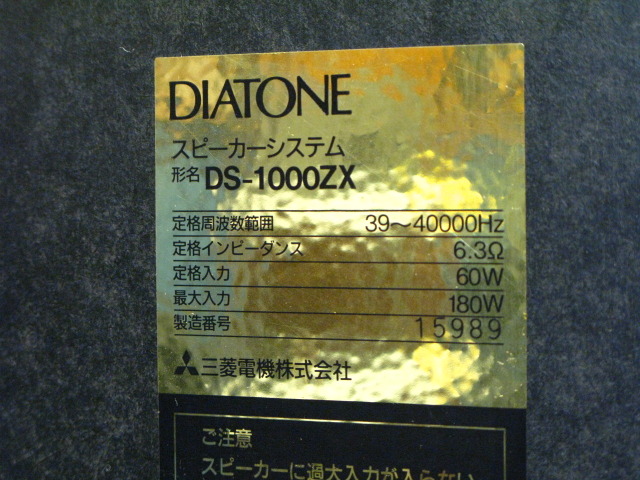 DIATONE
スピーカーシステム
形名 DS-1000ZX
定格周波数範囲 39～40000Hz
定格インピーダンス 6.3Ω
定格入力 60W
最大入力 180W
製造番号 15989
三菱電機株式会社
ご注意
スピーカーに過大入力が入らない